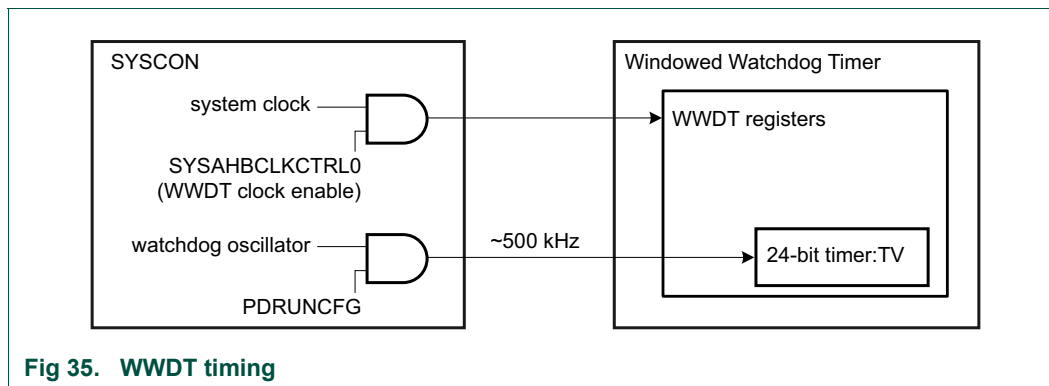 SYSCON
system clock
SYSAHBCLKCTRL0
(WWDT clock enable)
watchdog oscillator
PDRUNCFG
~500 kHz
Windowed Watchdog Timer
WWDT registers
24-bit timer:TV
Fig 35. WWDT timing